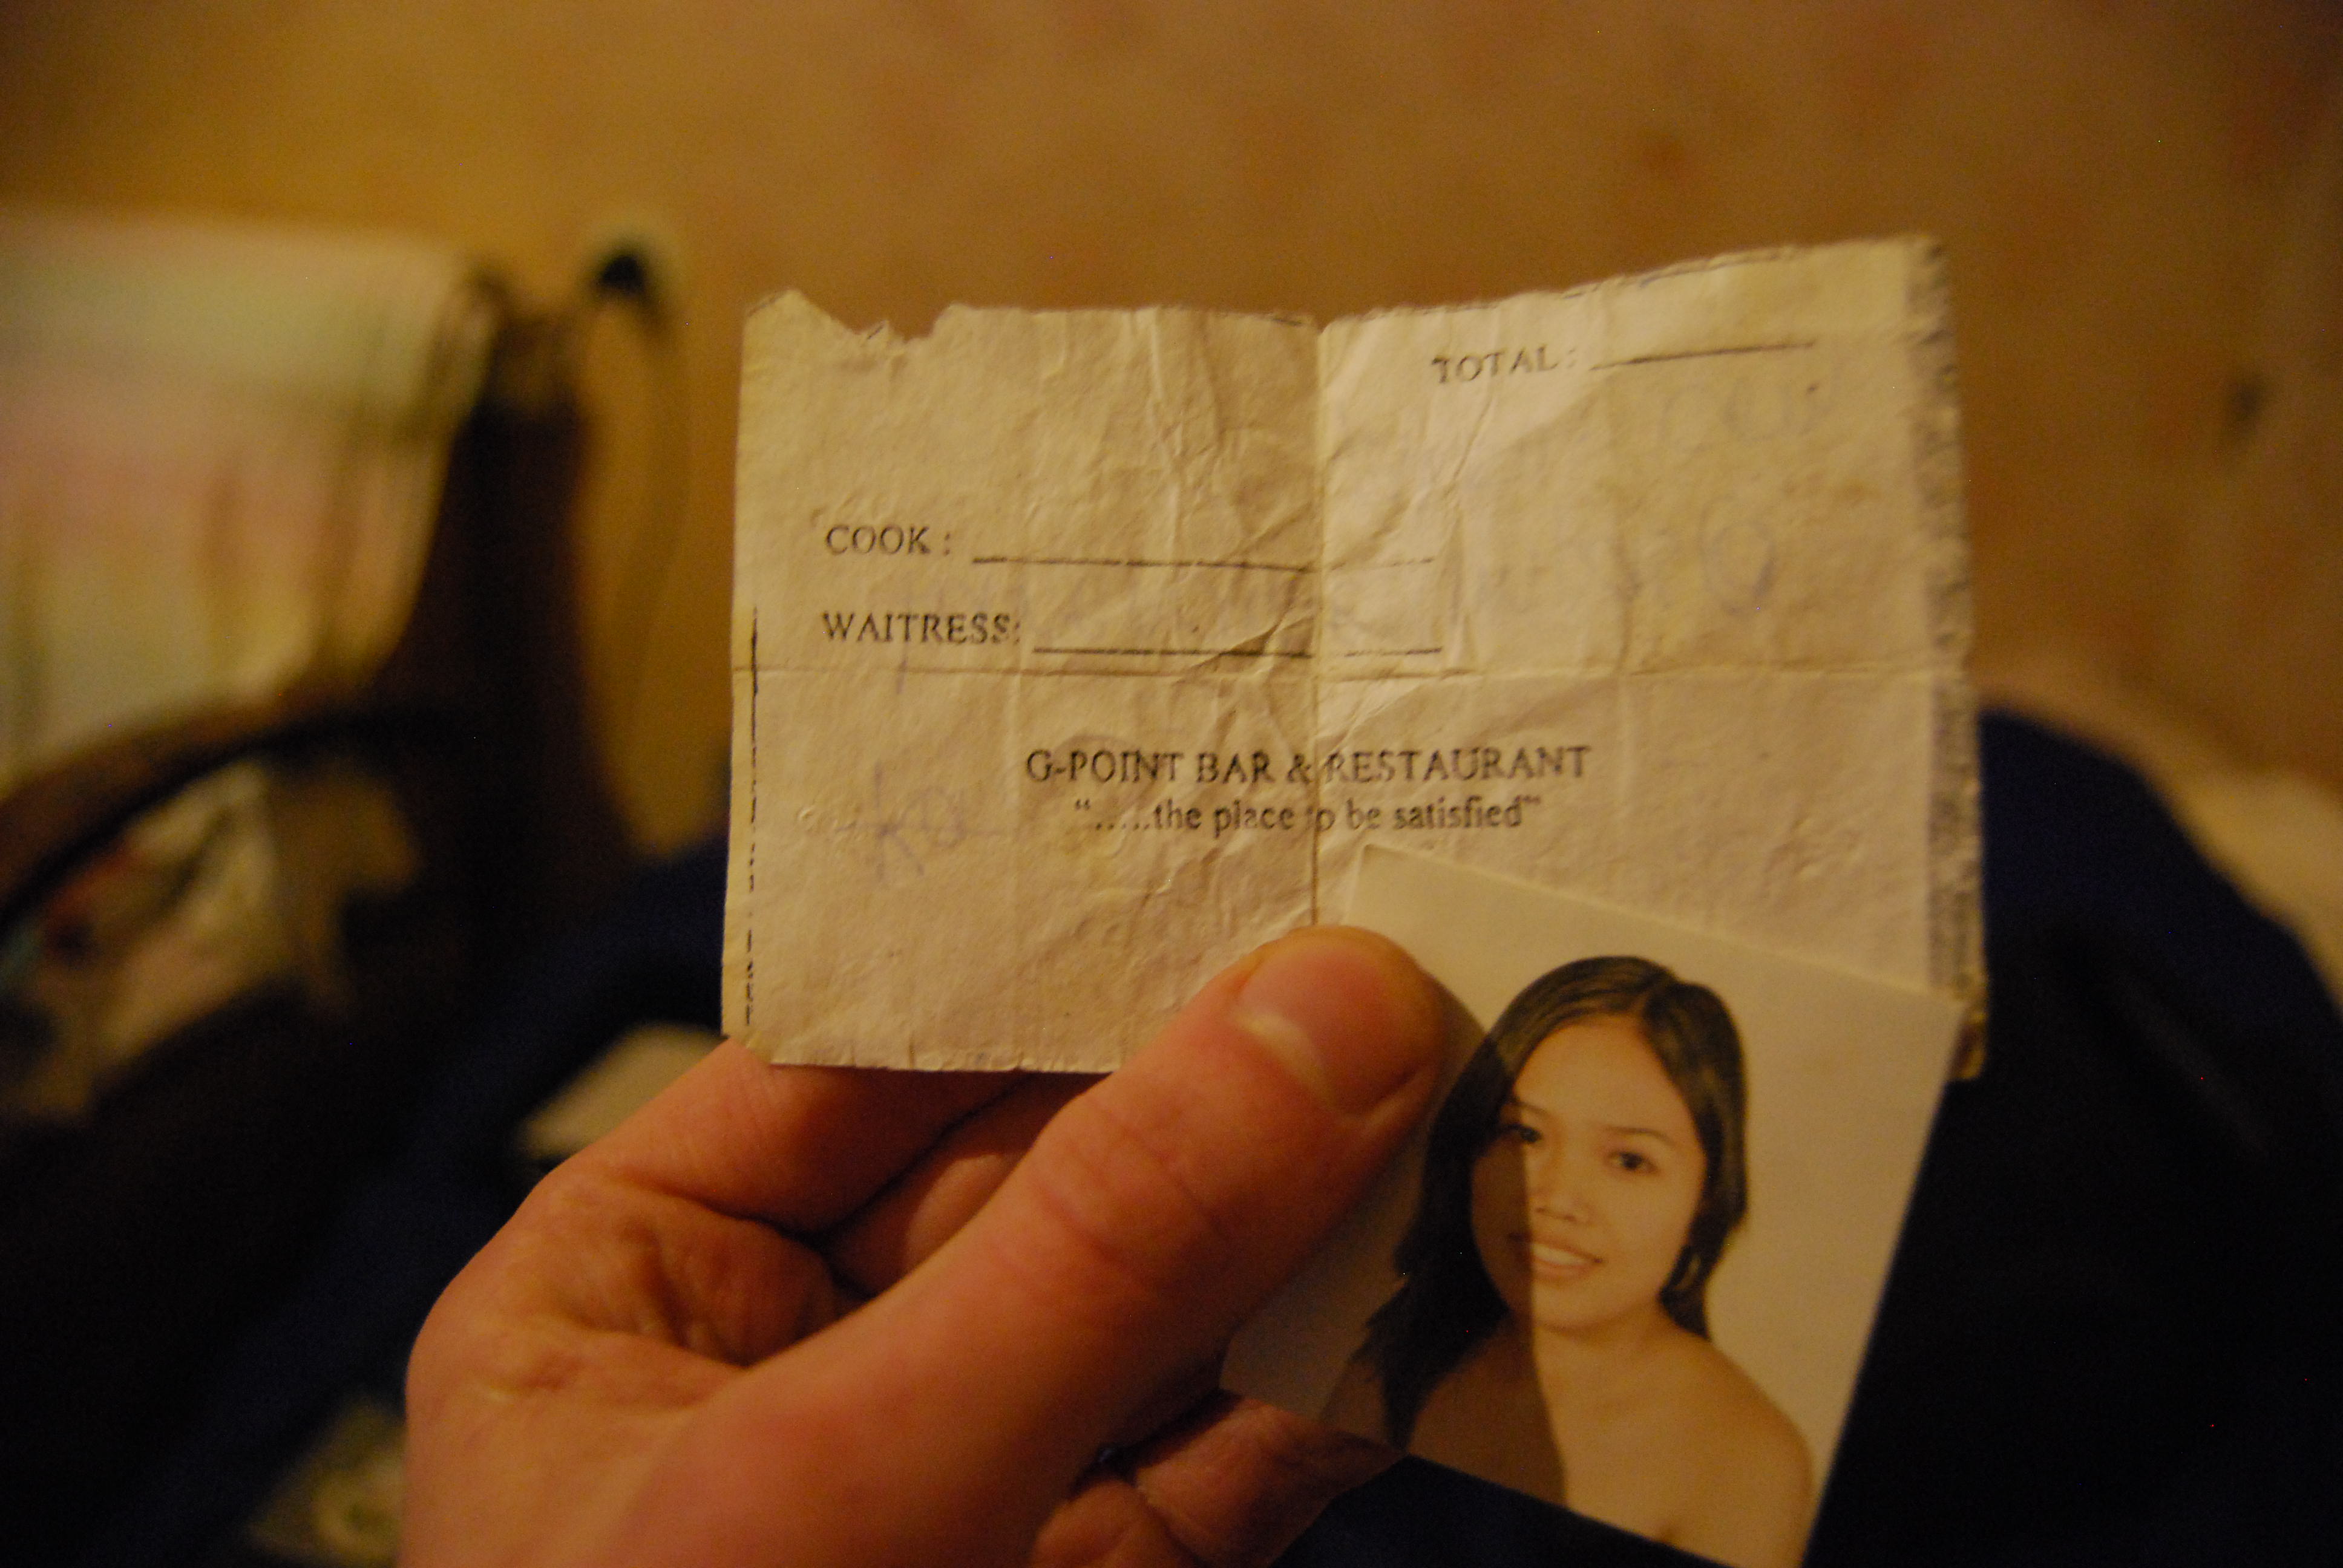 TOTAL:
COOK:
WAITRESS:
G-POINT BAR & RESTAURANT
".....the place to be satisfied"